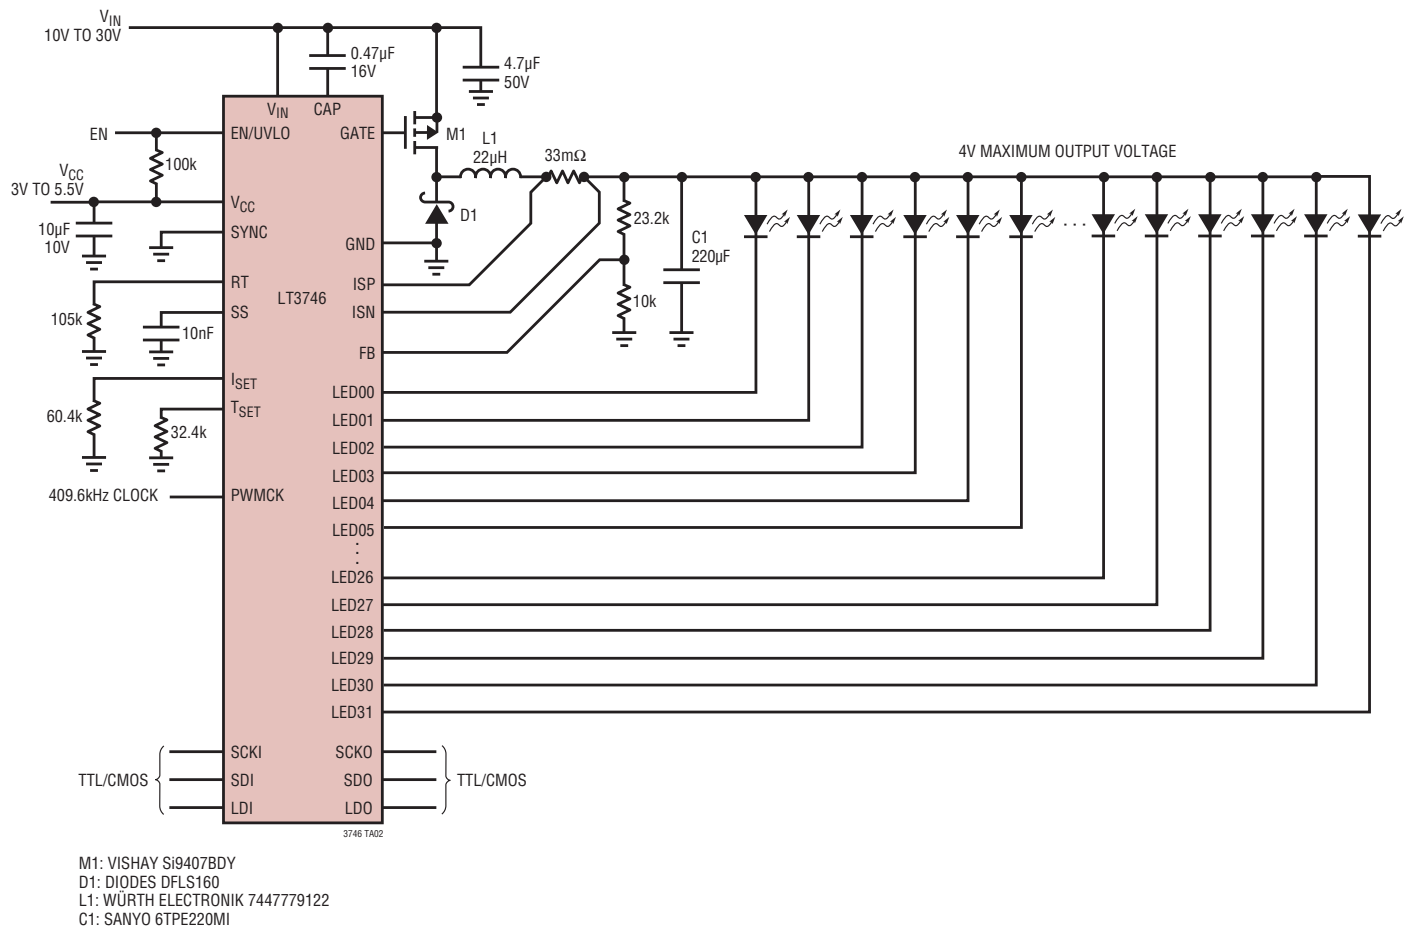 VIN
10V TO 30V
0.47µF
16V
4.7µF
50V
VIN
CAP
EN
EN/UVLO
GATE
M1
100k
L1
22µH
33mΩ
4V MAXIMUM OUTPUT VOLTAGE
VCC
3V TO 5.5V
VCC
D1
23.2k
10µF
10V
SYNC
GND
C1
220µF
RT
ISP
LT3746
10k
105k
SS
10nF
ISN
FB
ISET
LED00
60.4k
TSET
32.4k
LED01
LED02
LED03
409.6kHz CLOCK
PWMCK
LED04
LED05
LED26
LED27
LED28
LED29
LED30
LED31
TTL/CMOS
SCKI
SDI
LDI
SCKO
SDO
LDO
TTL/CMOS
3746 TA02
M1: VISHAY Si9407BDY
D1: DIODES DFLS160
L1: WÜRTH ELECTRONIK 7447779122
C1: SANYO 6TPE220MI